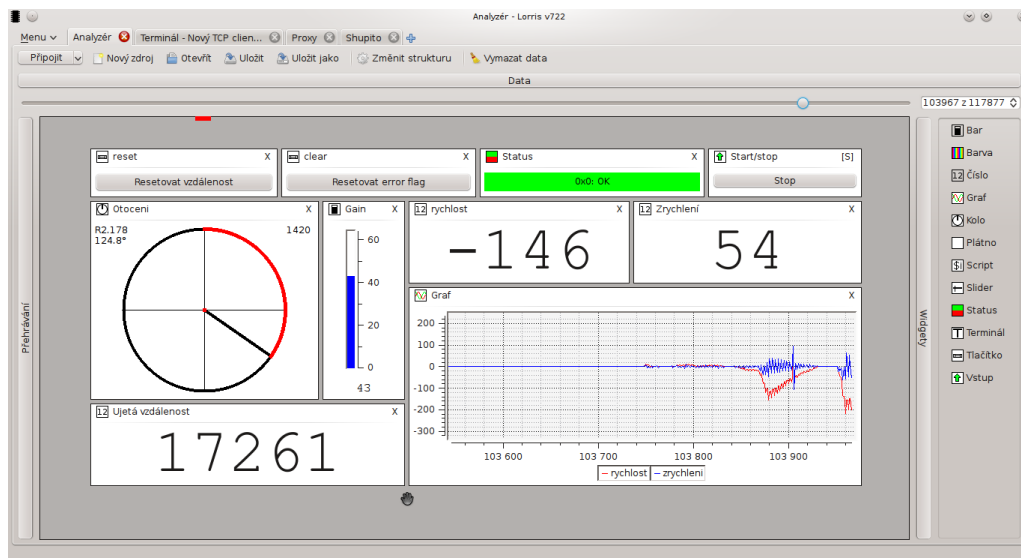 Analyzér - Lorris v722
Menu Analyzér Terminál - Nový TCP clien... Proxy Shupito
Připojit Nový zdroj Otevřít Uložit Uložit jako Změnit strukturu Vymazat data
Data
103967 z 117877
Přehrávání
reset X
Resetovat vzdálenost
clear X
Resetovat error flag
Status X
0x0: OK
Start/stop [S]
Stop
Otoceni X
R2.178 1420
124.8°
Gain X
60
40
20
0
43
12 rychlost X
-146
12 Zrychlení X
54
Graf X
200
100
0
-100
-200
-300
103 600 103 700 103 800 103 900
– rychlost – zrychleni
12 Ujetá vzdálenost X
17261
Widgety
Bar
Barva
12 Číslo
Graf
Kolo
Plátno
$i Script
Slider
Status
T Terminál
Tlačítko
Vstup